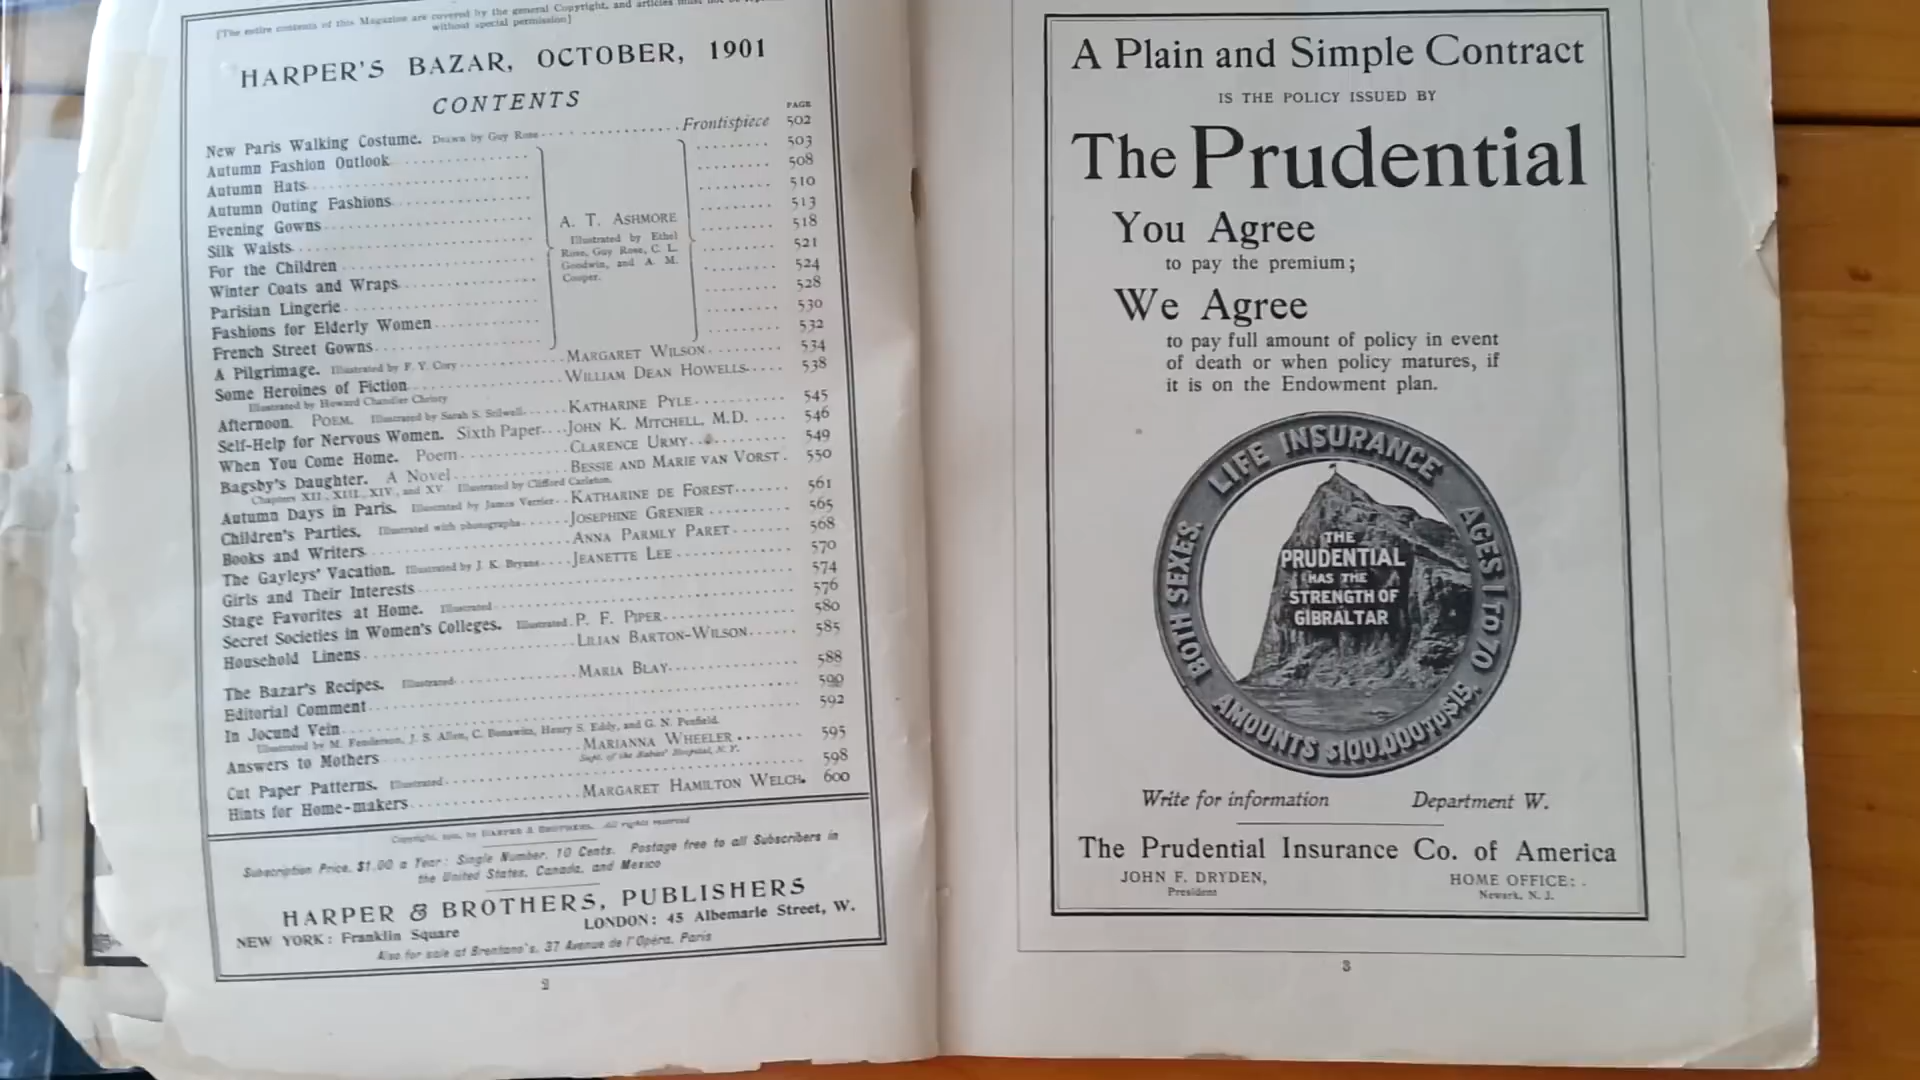 [The entire contents of this Magazine are covered by the general Copyright, and articles must not be
without special permission]
HARPER'S BAZAR, OCTOBER, 1901
CONTENTS
PAGE
New Paris Walking Costume. Drawn by Guy Rose Frontispiece 502
Autumn Fashion Outlook 503
Autumn Hats 508
Autumn Outing Fashions 510
Evening Gowns 513
Silk Waists 518
For the Children 521
Winter Coats and Wraps 524
Parisian Lingerie 528
Fashions for Elderly Women 530
French Street Gowns 532
A. T. ASHMORE
Illustrated by Ethel
Rose, Guy Rose, C. L.
Goodwin, and A. M.
Cooper.
A Pilgrimage. Illustrated by F. Y. Cory MARGARET WILSON 534
Some Heroines of Fiction WILLIAM DEAN HOWELLS 538
Illustrated by Howard Chandler Christy
Afternoon. POEM. Illustrated by Sarah S. Stilwell KATHARINE PYLE 545
Self-Help for Nervous Women. Sixth Paper JOHN K. MITCHELL, M.D. 546
When You Come Home. Poem CLARENCE URMY 549
Bagsby's Daughter. A Novel BESSIE AND MARIE VAN VORST 550
Chapters XII, XIII, XIV, and XV Illustrated by Clifford Carleton.
Autumn Days in Paris. Illustrated by James Verrier KATHARINE DE FOREST 561
Children's Parties. Illustrated with photographs JOSEPHINE GRENIER 565
Books and Writers ANNA PARMLY PARET 568
The Gayleys' Vacation. Illustrated by J. K. Bryans JEANETTE LEE 570
Girls and Their Interests 574
Stage Favorites at Home. Illustrated 576
Secret Societies in Women's Colleges. Illustrated P. F. PIPER 580
Household Linens LILIAN BARTON-WILSON 585
The Bazar's Recipes. Illustrated MARIA BLAY 588
Editorial Comment 590
In Jocund Vein 592
Illustrated by M. Fenderson, J. S. Allen, C. Bunawitz, Henry S. Eddy, and G. N. Penfield.
Answers to Mothers MARIANNA WHEELER 595
Supt. of the Babies' Hospital, N. Y.
Cut Paper Patterns. Illustrated 598
Hints for Home-makers MARGARET HAMILTON WELCH. 600
Copyright, by HARPER & BROTHERS. All rights reserved
Subscription Price, $1.00 a Year: Single Number, 10 Cents. Postage free to all Subscribers in
the United States, Canada, and Mexico
HARPER & BROTHERS, PUBLISHERS
NEW YORK: Franklin Square LONDON: 45 Albemarle Street, W.
Also for sale at Brentano's, 37 Avenue de l'Opéra, Paris
2
A Plain and Simple Contract
IS THE POLICY ISSUED BY
The Prudential
You Agree
to pay the premium;
We Agree
to pay full amount of policy in event
of death or when policy matures, if
it is on the Endowment plan.
LIFE INSURANCE
BOTH SEXES.
AGES 1 TO 70
AMOUNTS $100,000 TO $15.
THE
PRUDENTIAL
HAS THE
STRENGTH OF
GIBRALTAR
Write for information Department W.
The Prudential Insurance Co. of America
JOHN F. DRYDEN,
President
HOME OFFICE:
Newark, N. J.
3